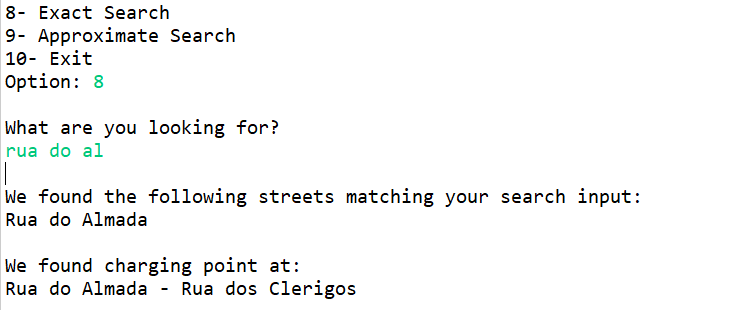 8- Exact Search
9- Approximate Search
10- Exit
Option: 8
What are you looking for?
rua do al
We found the following streets matching your search input:
Rua do Almada
We found charging point at:
Rua do Almada - Rua dos Clerigos